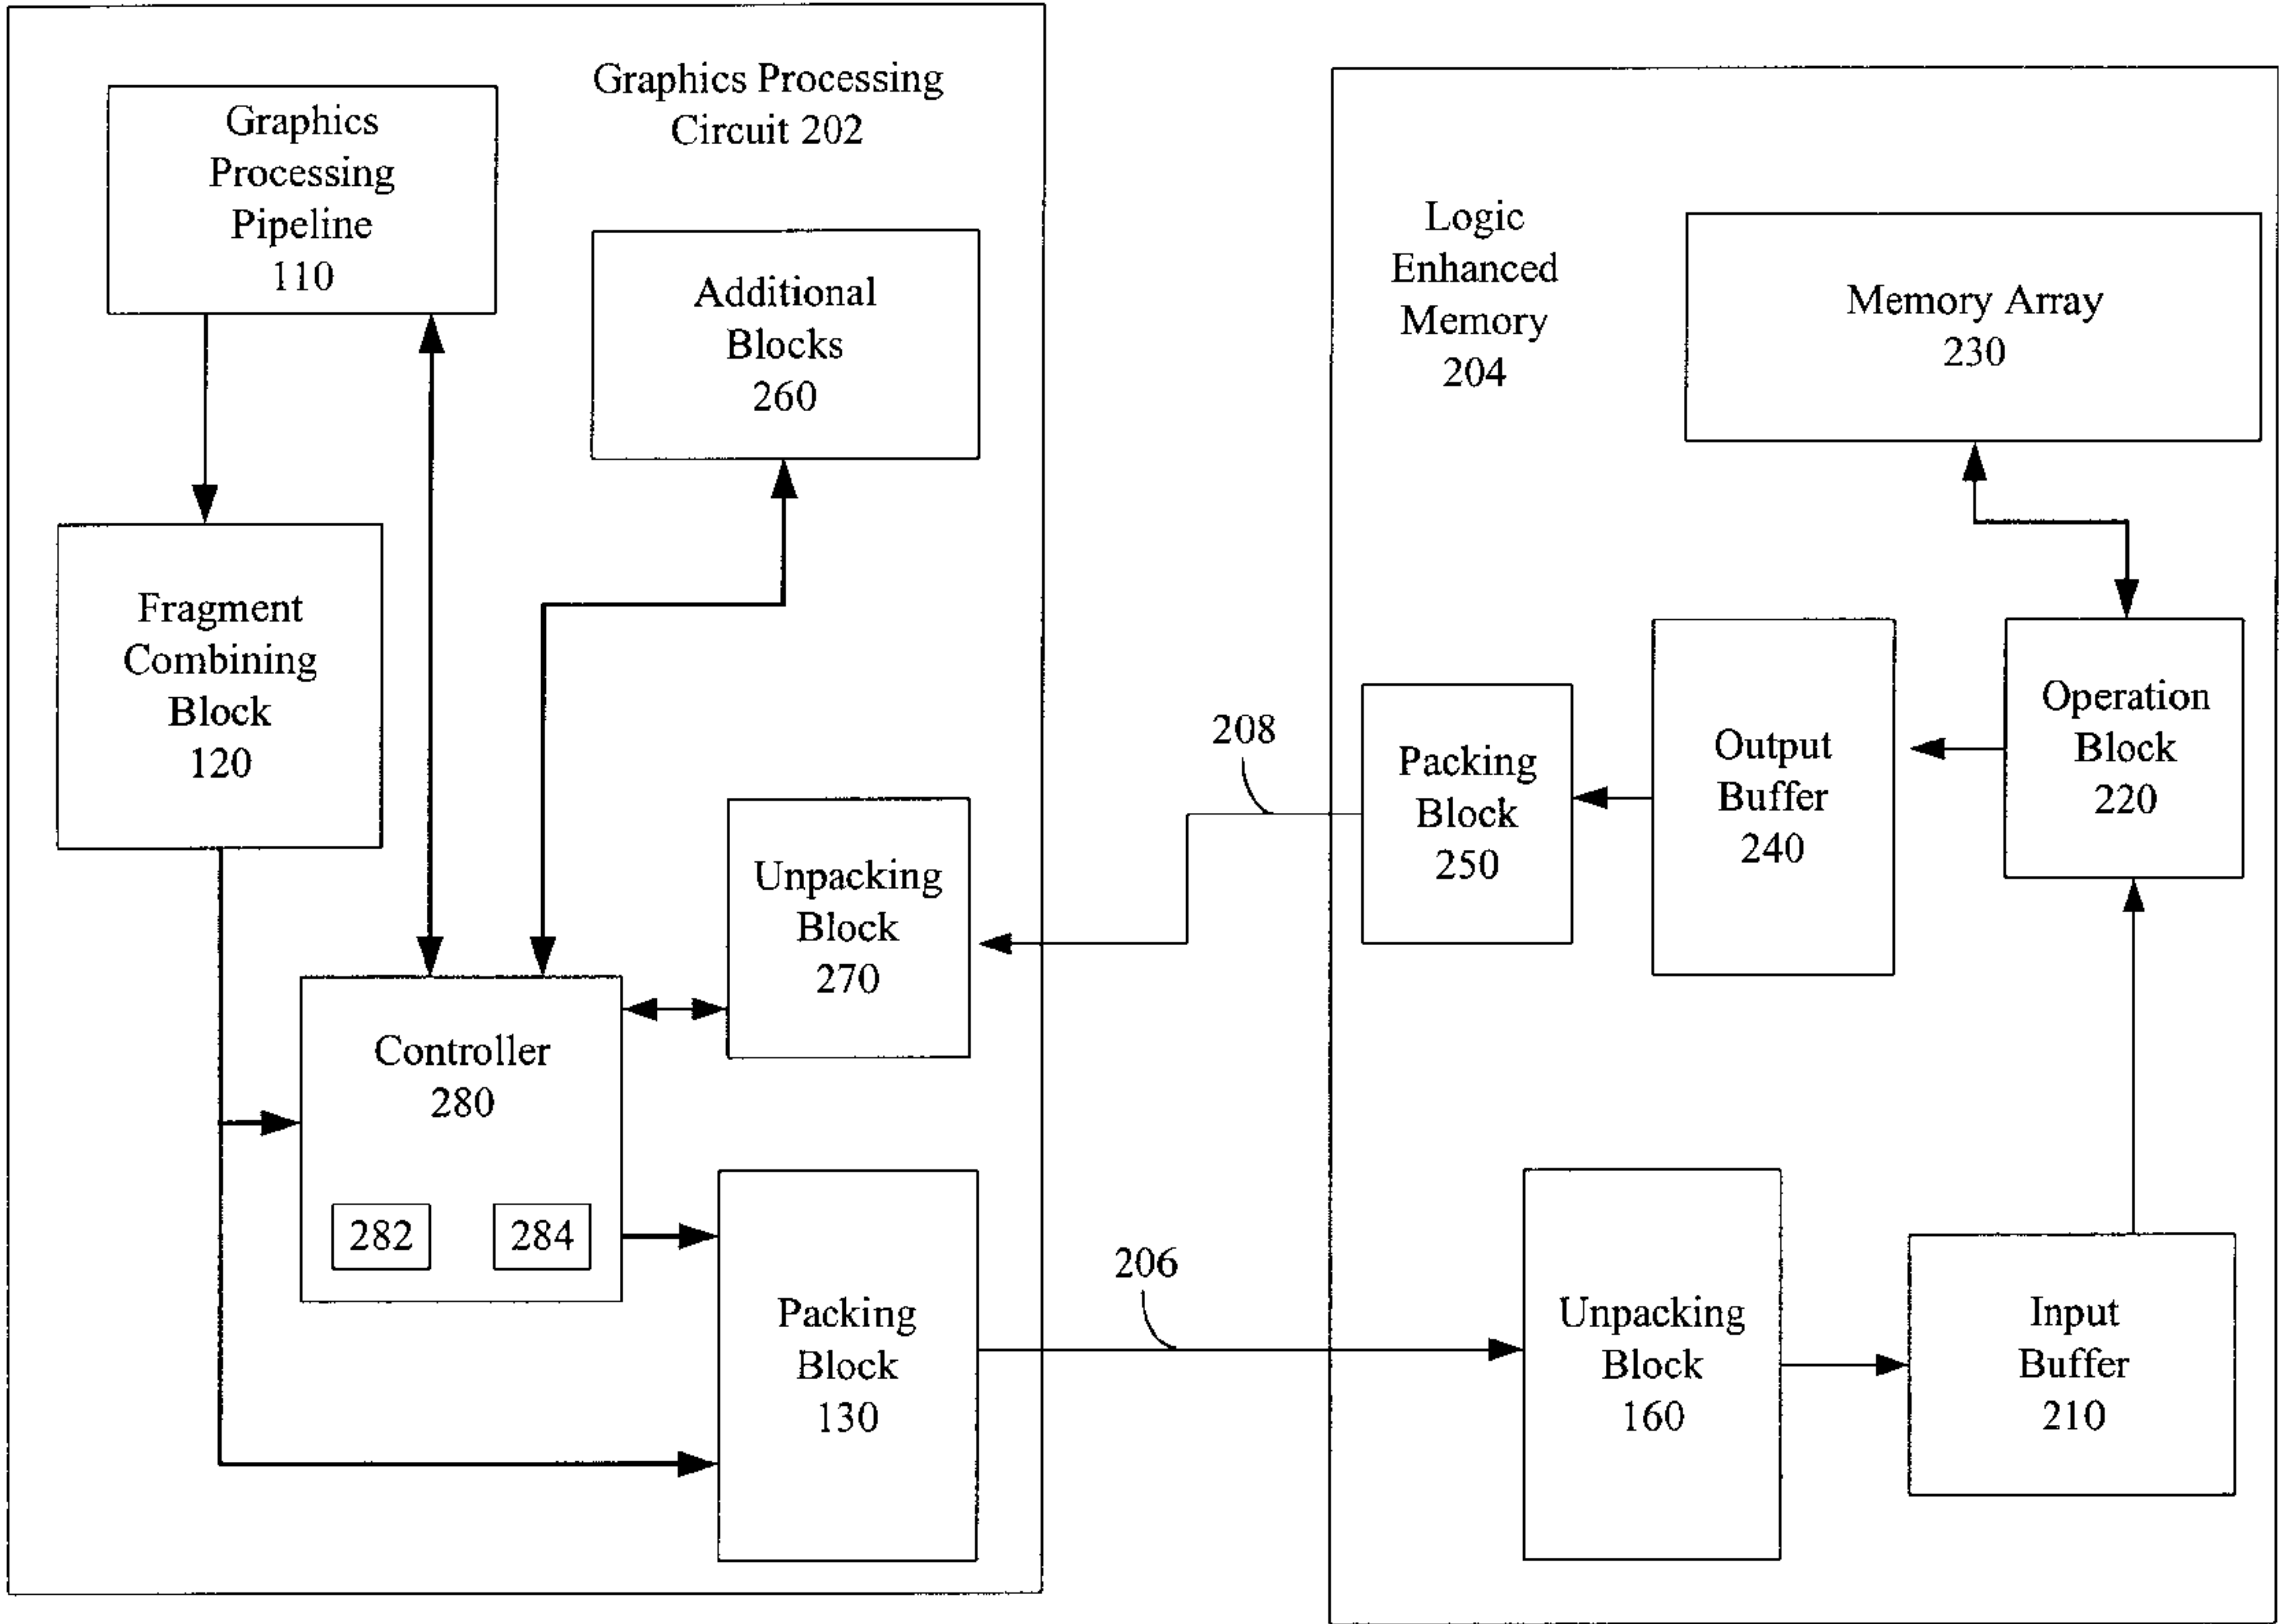 Graphics Processing
Circuit 202
Graphics
Processing
Pipeline
110
Additional
Blocks
260
Fragment
Combining
Block
120
Unpacking
Block
270
Controller
280
282
284
Packing
Block
130
208
206
Logic
Enhanced
Memory
204
Memory Array
230
Operation
Block
220
Output
Buffer
240
Packing
Block
250
Unpacking
Block
160
Input
Buffer
210